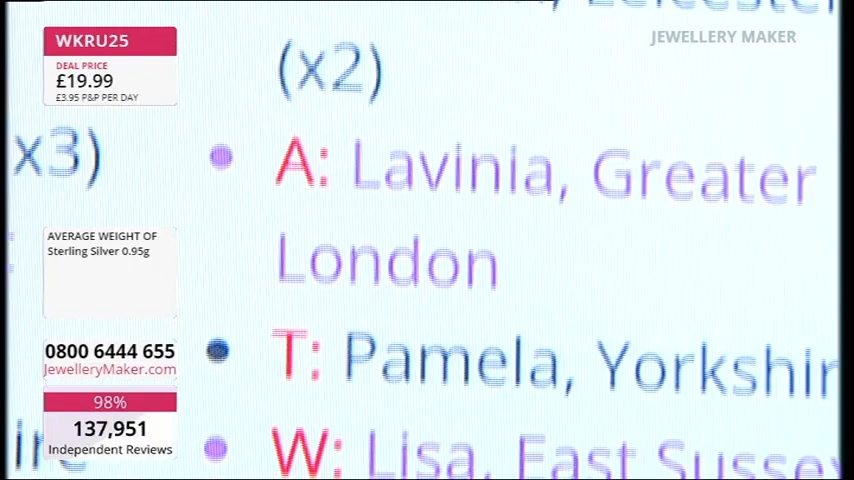 WKRU25
DEAL PRICE
£19.99
£3.95 P&P PER DAY
AVERAGE WEIGHT OF
Sterling Silver 0.95g
0800 6444 655
JewelleryMaker.com
98%
137,951
Independent Reviews
JEWELLERY MAKER
x3)
(x2)
A: Lavinia, Greater
London
T: Pamela, Yorkshir
W: Lisa, East Susse